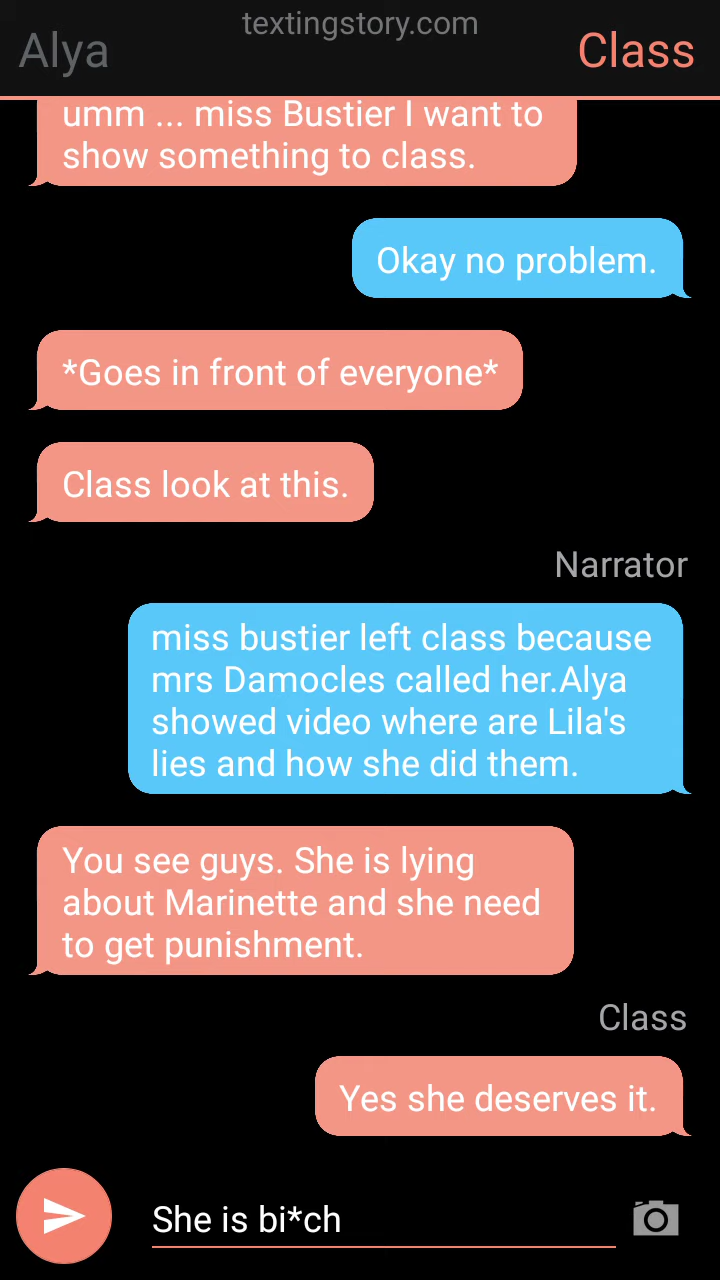 textingstory.com
Alya
Class
umm ... miss Bustier I want to
show something to class.
Okay no problem.
*Goes in front of everyone*
Class look at this.
Narrator
miss bustier left class because
mrs Damocles called her.Alya
showed video where are Lila's
lies and how she did them.
You see guys. She is lying
about Marinette and she need
to get punishment.
Class
Yes she deserves it.
She is bi*ch